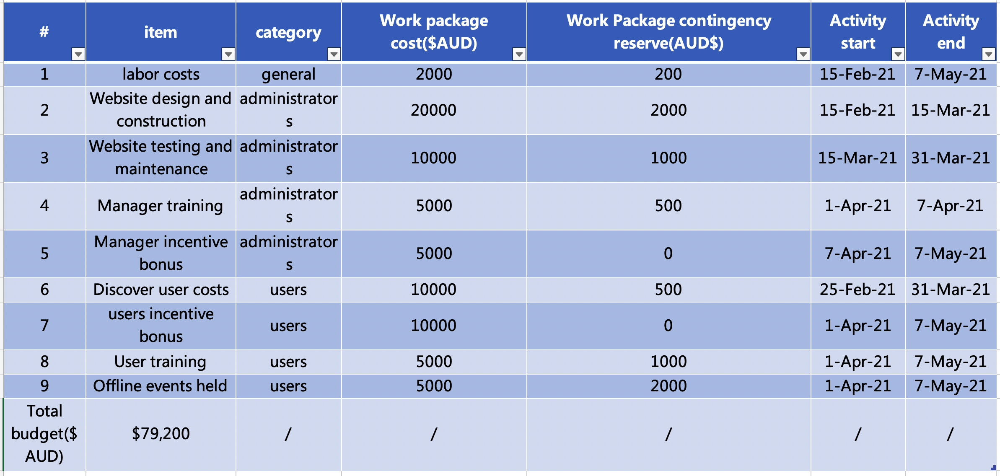 # item category Work package cost($AUD) Work Package contingency reserve(AUD$) Activity start Activity end
1 labor costs general 2000 200 15-Feb-21 7-May-21
2 Website design and construction administrators 20000 2000 15-Feb-21 15-Mar-21
3 Website testing and maintenance administrators 10000 1000 15-Mar-21 31-Mar-21
4 Manager training administrators 5000 500 1-Apr-21 7-Apr-21
5 Manager incentive bonus administrators 5000 0 7-Apr-21 7-May-21
6 Discover user costs users 10000 500 25-Feb-21 31-Mar-21
7 users incentive bonus users 10000 0 1-Apr-21 7-May-21
8 User training users 5000 1000 1-Apr-21 7-May-21
9 Offline events held users 5000 2000 1-Apr-21 7-May-21
Total budget($AUD) $79,200 / / / / /